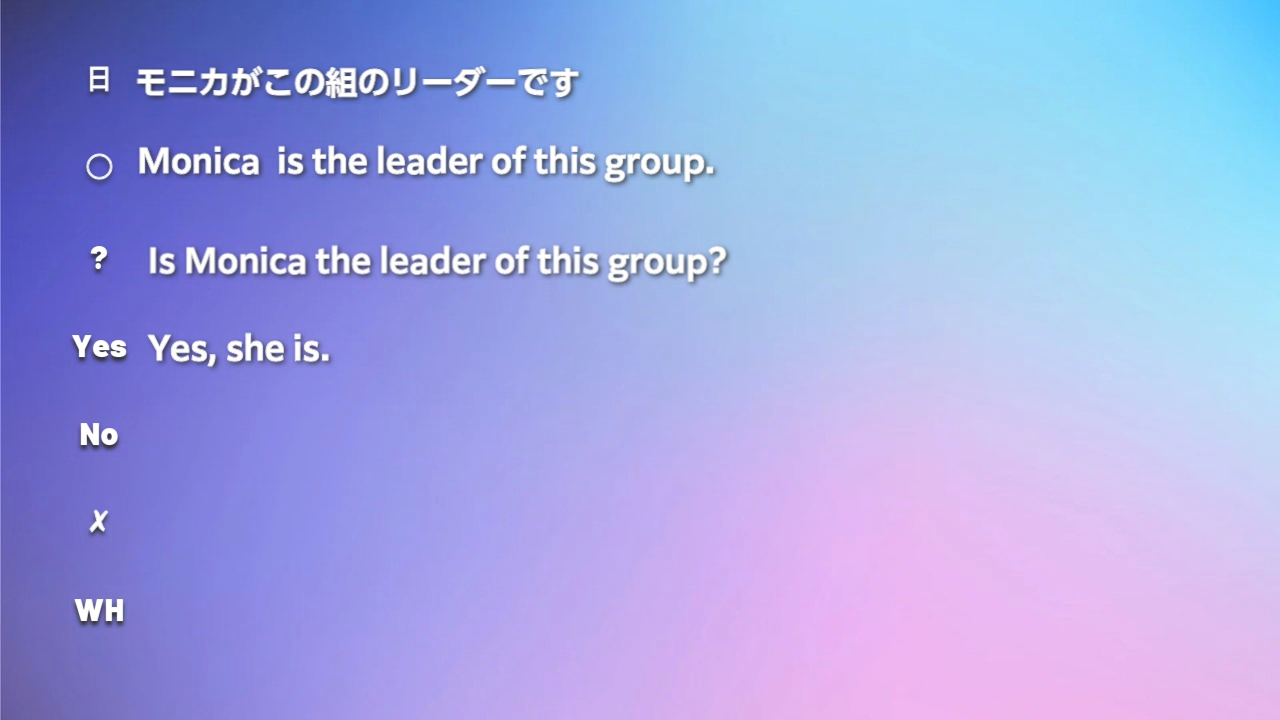 日 モニカがこの組のリーダーです
○ Monica is the leader of this group.
? Is Monica the leader of this group?
Yes Yes, she is.
No
✗
WH